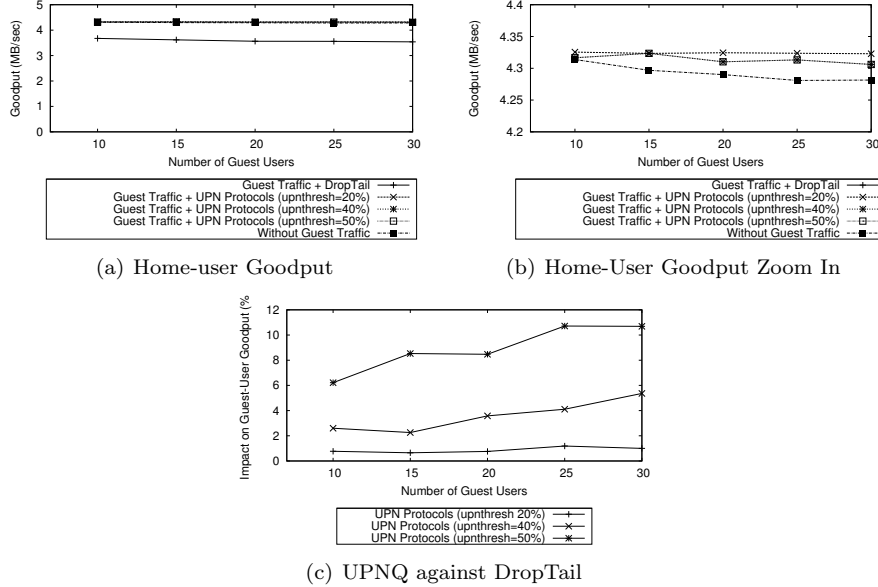 5
4
3
2
1
0
10 15 20 25 30
Goodput (MB/sec)
Number of Guest Users
Guest Traffic + DropTail
Guest Traffic + UPN Protocols (upnthresh=20%)
Guest Traffic + UPN Protocols (upnthresh=40%)
Guest Traffic + UPN Protocols (upnthresh=50%)
Without Guest Traffic
(a) Home-user Goodput
4.4
4.35
4.3
4.25
4.2
10 15 20 25 30
Goodput (MB/sec)
Number of Guest Users
Guest Traffic + DropTail
Guest Traffic + UPN Protocols (upnthresh=20%)
Guest Traffic + UPN Protocols (upnthresh=40%)
Guest Traffic + UPN Protocols (upnthresh=50%)
Without Guest Traffic
(b) Home-User Goodput Zoom In
12
10
8
6
4
2
0
10 15 20 25 30
Impact on Guest-User Goodput (%
Number of Guest Users
UPN Protocols (upnthresh 20%)
UPN Protocols (upnthresh=40%)
UPN Protocols (upnthresh=50%)
(c) UPNQ against DropTail